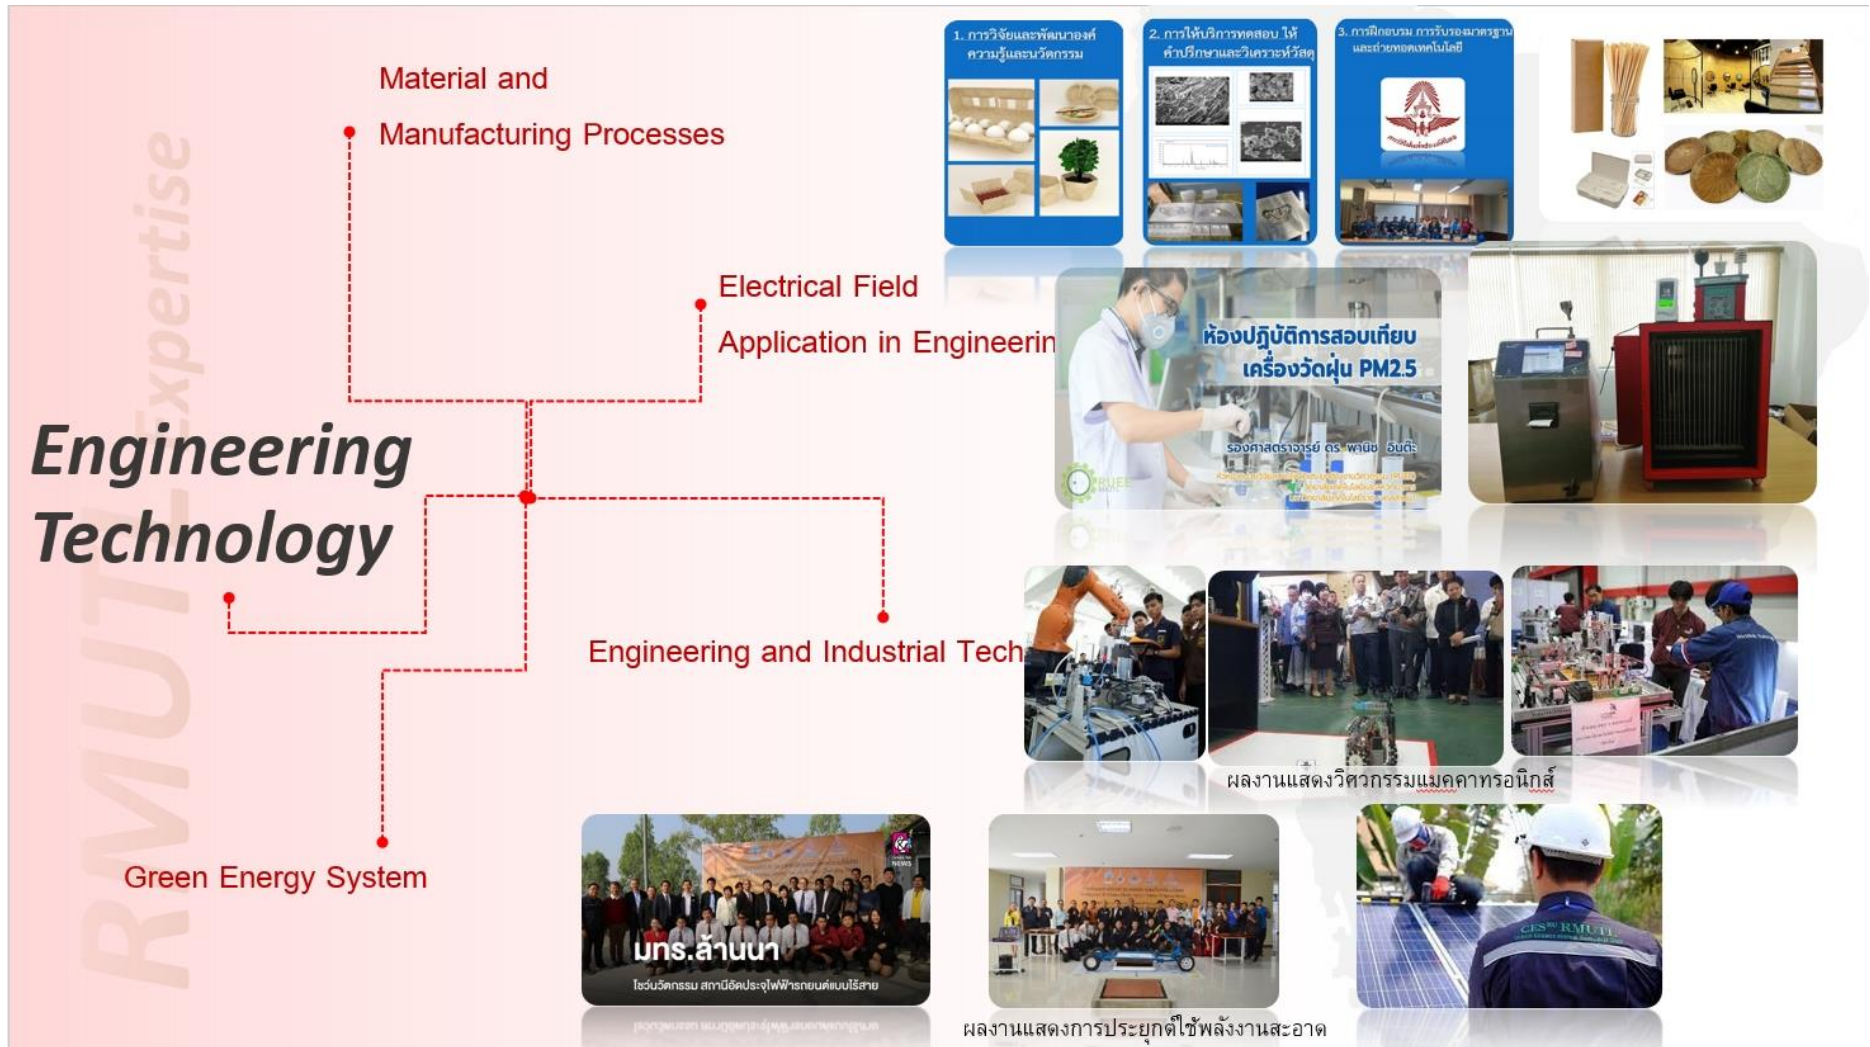 RMUTL Expertise
Engineering
Technology
Material and
Manufacturing Processes
1. การวิจัยและพัฒนาองค์
ความรู้และนวัตกรรม
2. การให้บริการทดสอบ ให้
คำปรึกษาและวิเคราะห์วัสดุ
3. การฝึกอบรม การรับรองมาตรฐาน
และถ่ายทอดเทคโนโลยี
Electrical Field
Application in Engineerin
ห้องปฏิบัติการสอบเทียบ
เครื่องวัดฝุ่น PM2.5
รองศาสตราจารย์ ดร. พานิช อินต๊ะ
RUEE
Engineering and Industrial Tech
ผลงานแสดงวิศวกรรมแมคคาทรอนิกส์
Green Energy System
NEWS
มทร.ล้านนา
โชว์นวัตกรรม สถานีอัดประจุไฟฟ้ารถยนต์แบบไร้สาย
CES RMUTL
ผลงานแสดงการประยุกต์ใช้พลังงานสะอาด